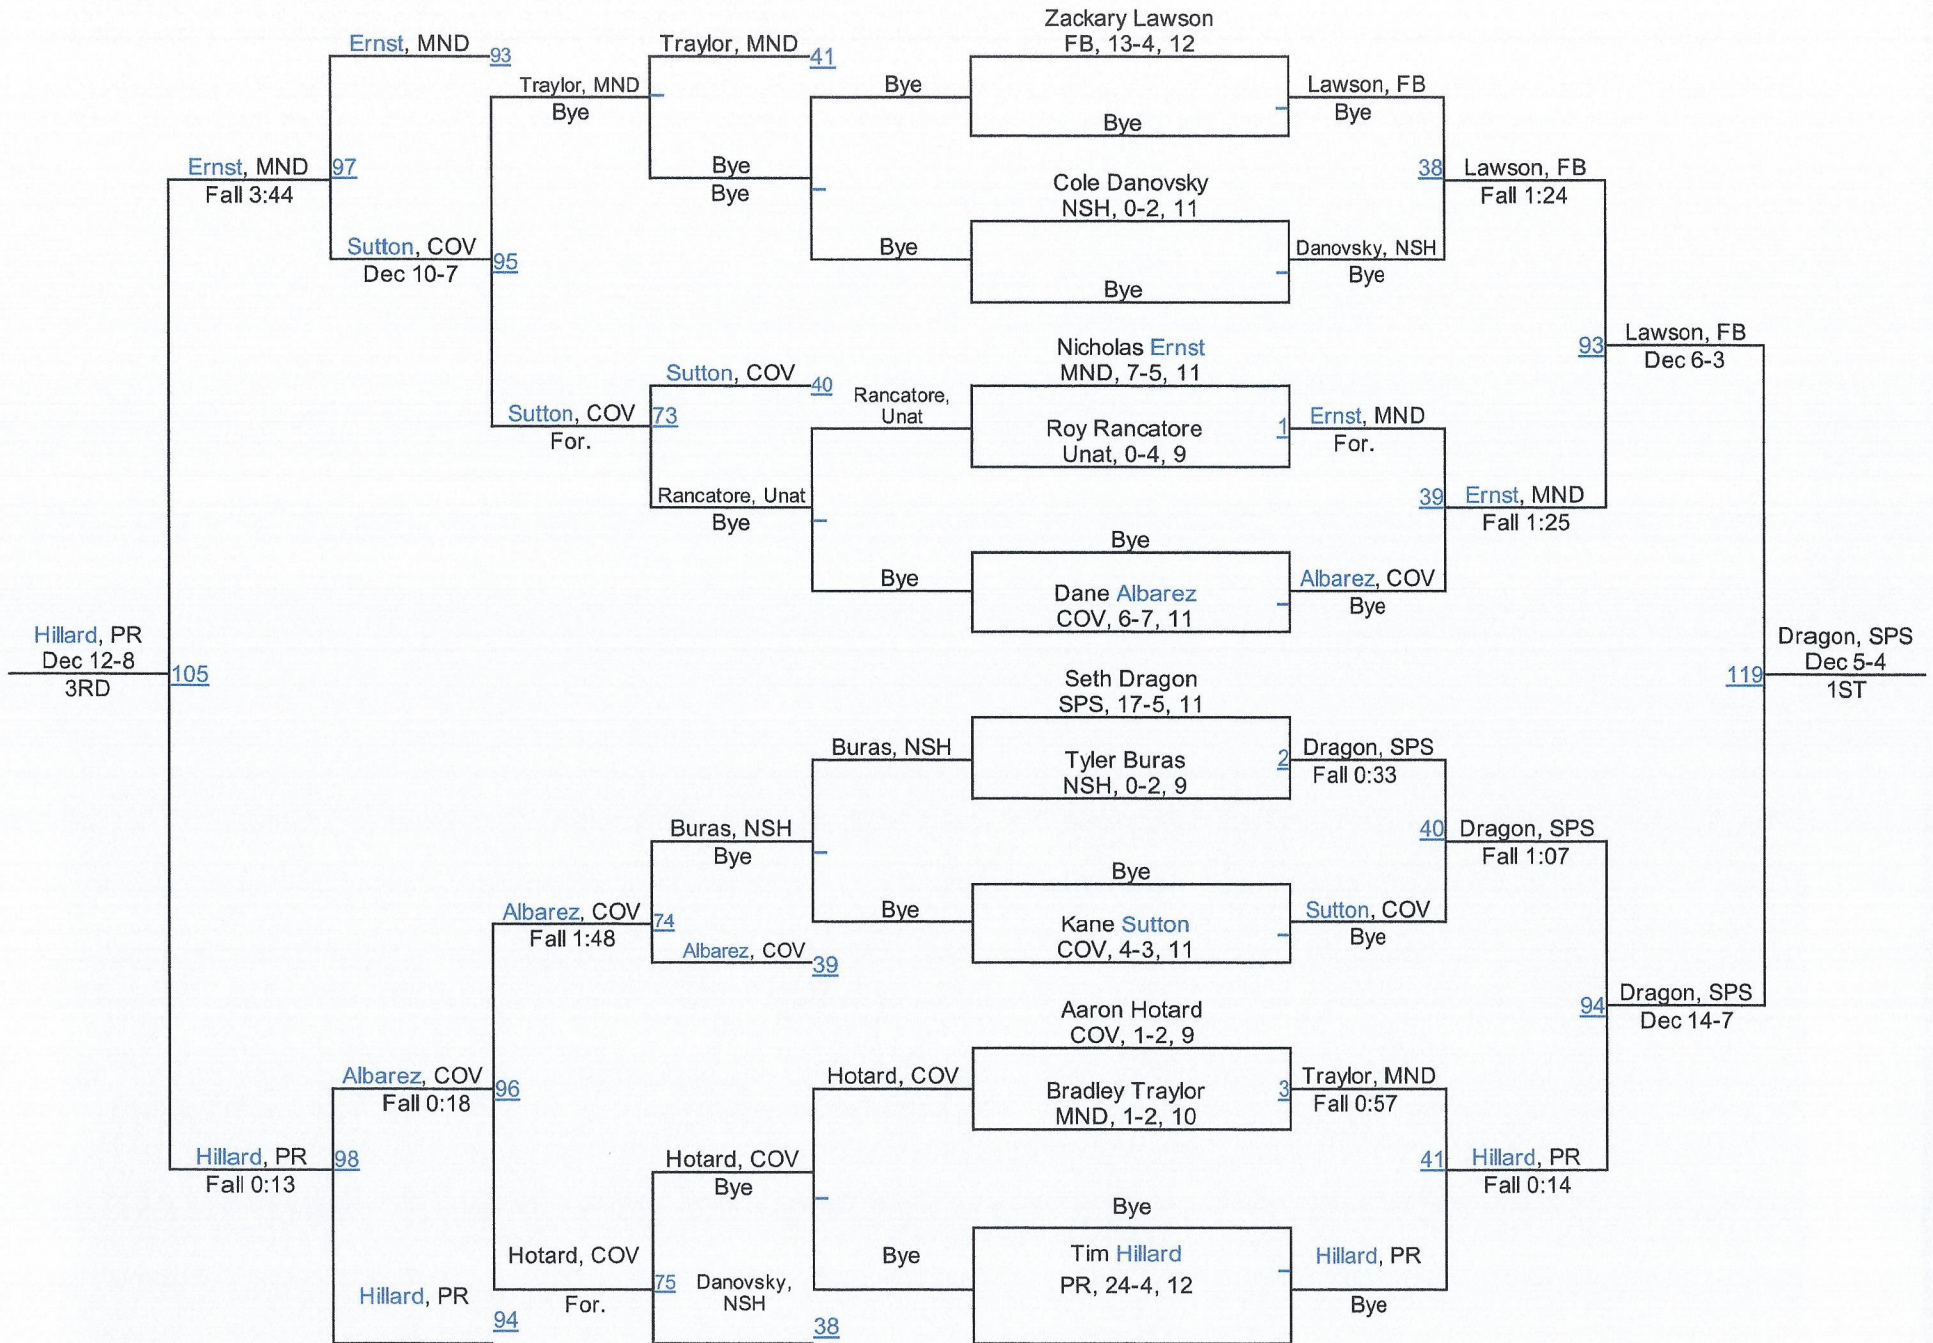 Zackary Lawson
Ernst, MND
93
Traylor, MND
41
FB, 13-4, 12
Traylor, MND
Bye
Bye
Lawson, FB
Bye
Bye
Bye
Bye
Ernst, MND
97
Fall 3:44
Cole Danovsky
NSH, 0-2, 11
38
Lawson, FB
Fall 1:24
Sutton, COV
Dec 10-7
95
Bye
Danovsky, NSH
Bye
Bye
Nicholas Ernst
MND, 7-5, 11
93
Lawson, FB
Dec 6-3
Sutton, COV
40
Rancatore,
Unat
Sutton, COV
73
For.
Roy Rancatore
Unat, 0-4, 9
1
Ernst, MND
For.
Rancatore, Unat
Bye
39
Ernst, MND
Fall 1:25
Bye
Bye
Dane Albarez
COV, 6-7, 11
Albarez, COV
Bye
Hillard, PR
Dec 12-8
3RD
105
Seth Dragon
SPS, 17-5, 11
119
Dragon, SPS
Dec 5-4
1ST
Buras, NSH
Tyler Buras
NSH, 0-2, 9
2
Dragon, SPS
Fall 0:33
Buras, NSH
Bye
40
Dragon, SPS
Fall 1:07
Bye
Albarez, COV
74
Fall 1:48
Bye
Kane Sutton
COV, 4-3, 11
Sutton, COV
Bye
Albarez, COV
39
Aaron Hotard
COV, 1-2, 9
94
Dragon, SPS
Dec 14-7
Albarez, COV
96
Fall 0:18
Hotard, COV
Bradley Traylor
MND, 1-2, 10
3
Traylor, MND
Fall 0:57
Hillard, PR
98
Fall 0:13
Hotard, COV
Bye
41
Hillard, PR
Fall 0:14
Bye
Hotard, COV
75
For.
Bye
Tim Hillard
PR, 24-4, 12
Hillard, PR
Bye
Hillard, PR
94
Danovsky,
NSH
38